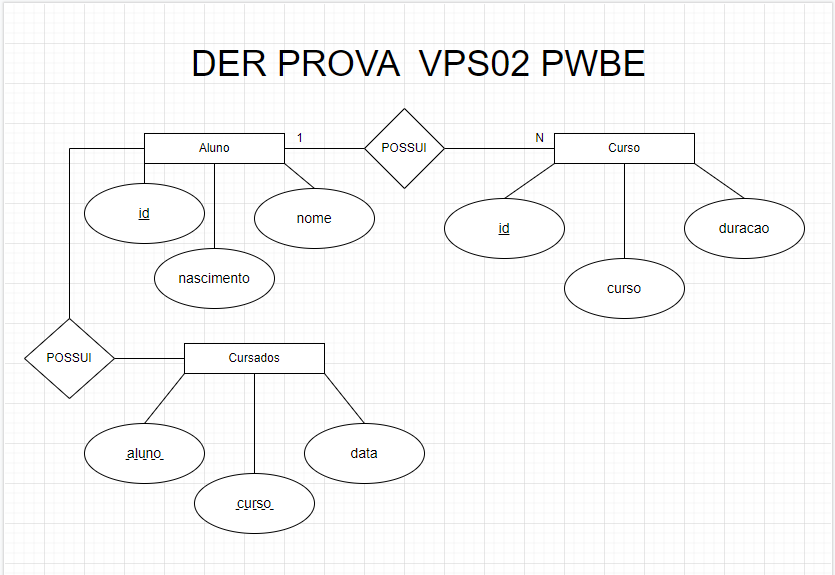 DER PROVA  VPS02 PWBE
Aluno
1
POSSUI
N
Curso
id
nome
nascimento
id
duracao
curso
POSSUI
Cursados
aluno
curso
data